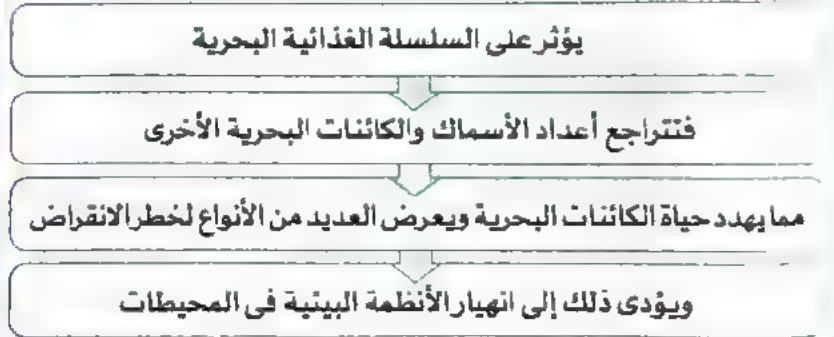 يؤثر على السلسلة الغذائية البحرية
فتتراجع أعداد الأسماك والكائنات البحرية الأخرى
مما يهدد حياة الكائنات البحرية ويعرض العديد من الأنواع لخطر الانقراض
ويؤدى ذلك إلى انهيار الأنظمة البيئية فى المحيطات